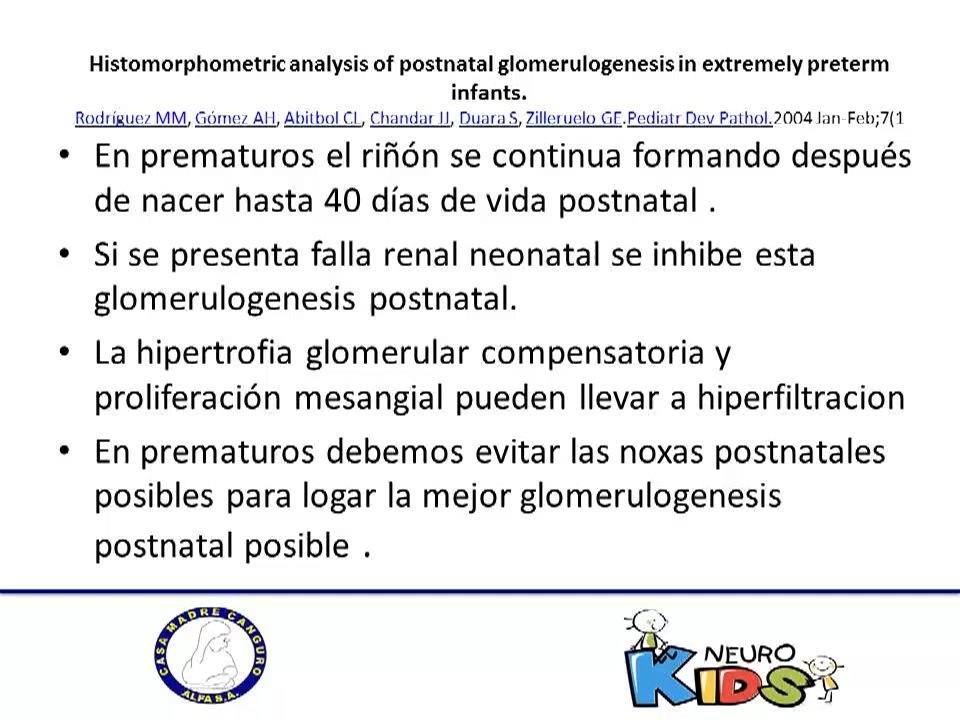 Histomorphometric analysis of postnatal glomerulogenesis in extremely preterm
infants.
Rodríguez MM, Gómez AH, Abitbol CL, Chandar JJ, Duara S, Zilleruelo GE.Pediatr Dev Pathol.2004 Jan-Feb;7(1
• En prematuros el riñón se continua formando después
de nacer hasta 40 días de vida postnatal .
• Si se presenta falla renal neonatal se inhibe esta
glomerulogenesis postnatal.
• La hipertrofia glomerular compensatoria y
proliferación mesangial pueden llevar a hiperfiltracion
• En prematuros debemos evitar las noxas postnatales
posibles para logar la mejor glomerulogenesis
postnatal posible .
CASA MADRE CANGURO
ALFA S.A.
NEURO
KIDS